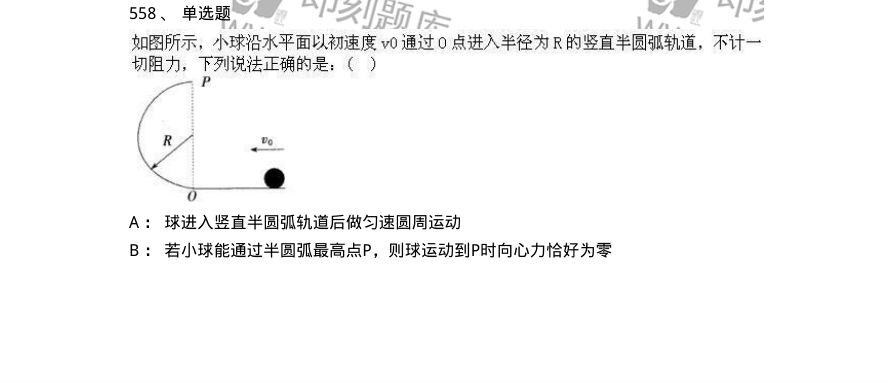 558 、 单选题
如图所示，小球沿水平面以初速度 v0 通过 O 点进入半径为 R 的竖直半圆弧轨道，不计一
切阻力，下列说法正确的是：（ ）
P
R
v₀
O
A： 球进入竖直半圆弧轨道后做匀速圆周运动
B： 若小球能通过半圆弧最高点P，则球运动到P时向心力恰好为零